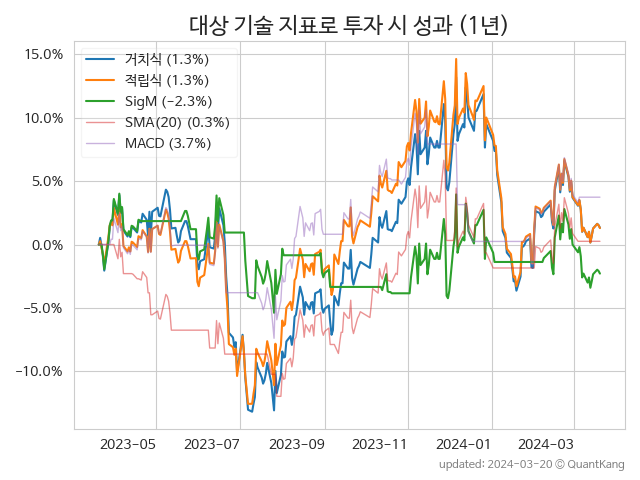 대상 기술 지표로 투자 시 성과 (1년)
15.0%
10.0%
5.0%
0.0%
−5.0%
−10.0%
거치식 (1.3%)
적립식 (1.3%)
SigM (−2.3%)
SMA(20) (0.3%)
MACD (3.7%)
2023-05 2023-07 2023-09 2023-11 2024-01 2024-03
updated: 2024-03-20 © QuantKang